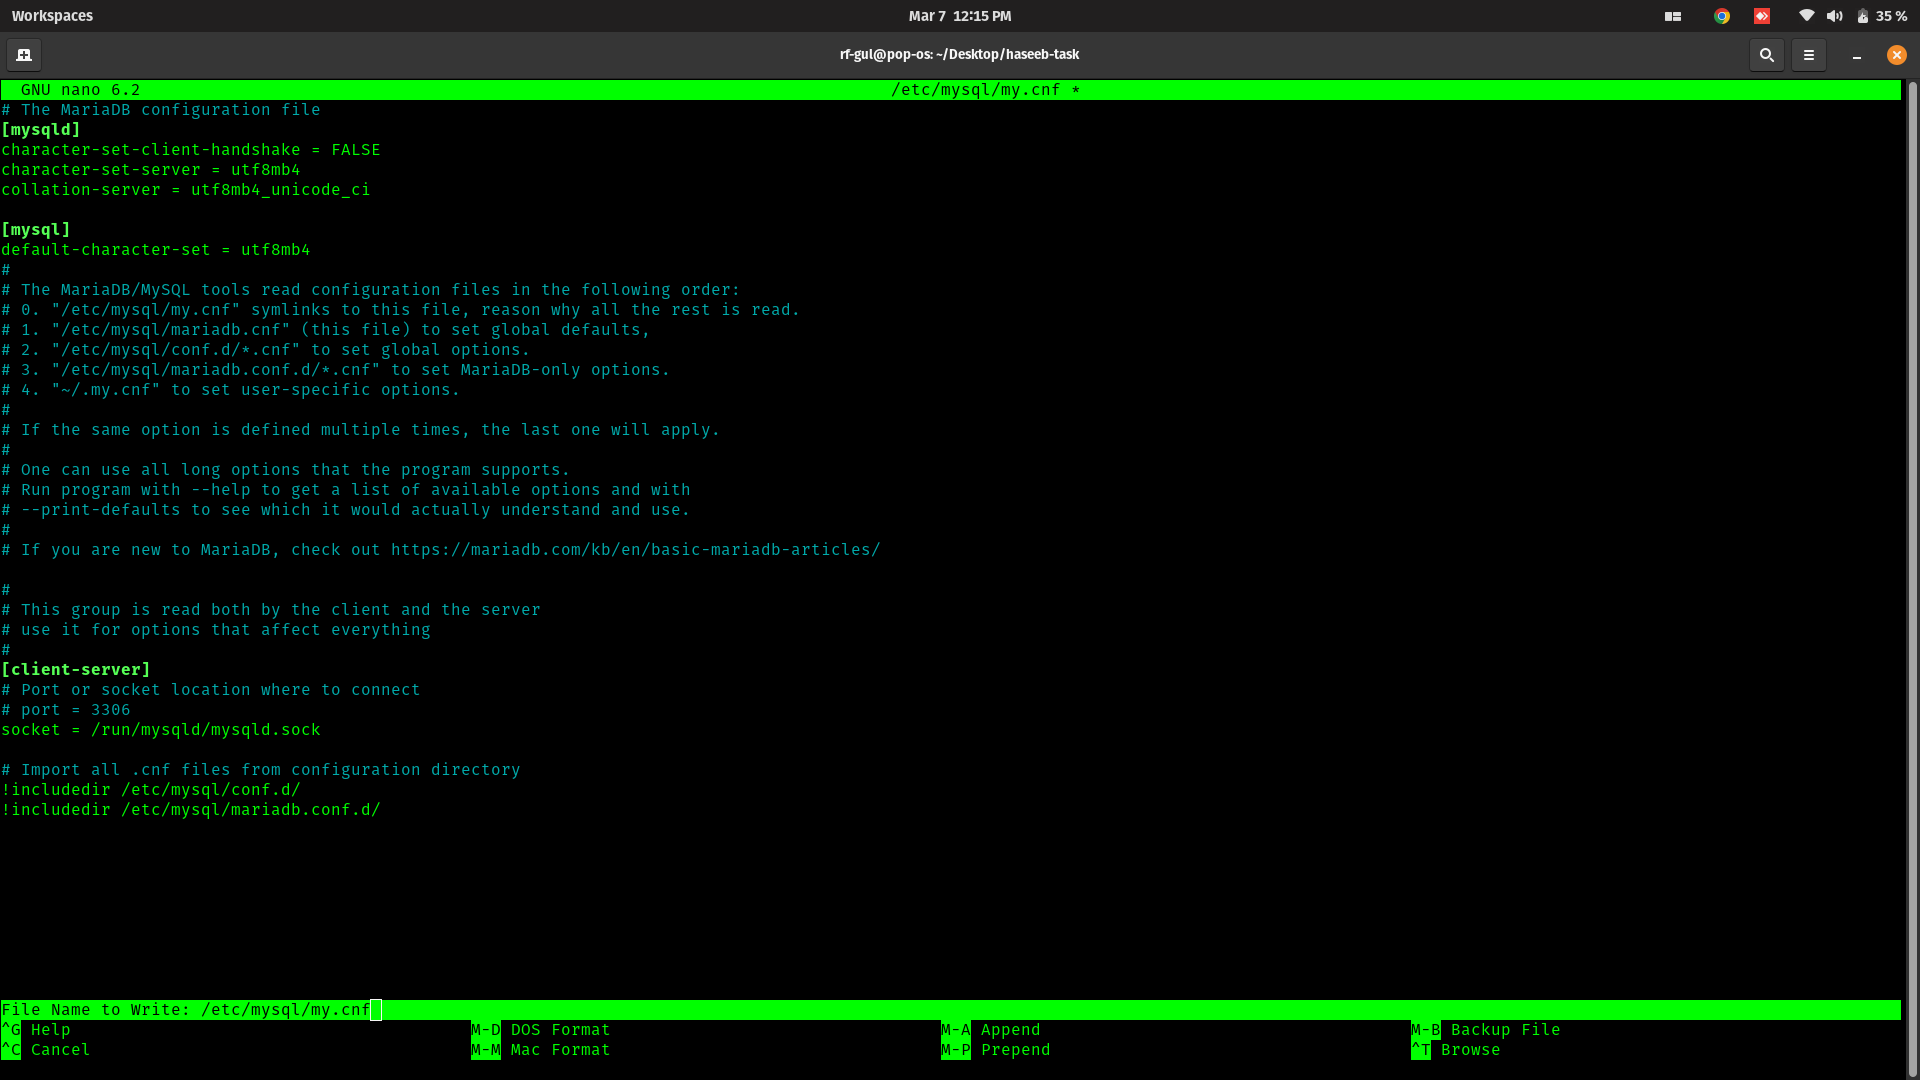 Workspaces
Mar 7 12:15 PM
35 %
rf-gul@pop-os: ~/Desktop/haseeb-task
GNU nano 6.2 /etc/mysql/my.cnf *
# The MariaDB configuration file
[mysqld]
character-set-client-handshake = FALSE
character-set-server = utf8mb4
collation-server = utf8mb4_unicode_ci
[mysql]
default-character-set = utf8mb4
#
# The MariaDB/MySQL tools read configuration files in the following order:
# 0. "/etc/mysql/my.cnf" symlinks to this file, reason why all the rest is read.
# 1. "/etc/mysql/mariadb.cnf" (this file) to set global defaults,
# 2. "/etc/mysql/conf.d/*.cnf" to set global options.
# 3. "/etc/mysql/mariadb.conf.d/*.cnf" to set MariaDB-only options.
# 4. "~/.my.cnf" to set user-specific options.
#
# If the same option is defined multiple times, the last one will apply.
#
# One can use all long options that the program supports.
# Run program with --help to get a list of available options and with
# --print-defaults to see which it would actually understand and use.
#
# If you are new to MariaDB, check out https://mariadb.com/kb/en/basic-mariadb-articles/
#
# This group is read both by the client and the server
# use it for options that affect everything
#
[client-server]
# Port or socket location where to connect
# port = 3306
socket = /run/mysqld/mysqld.sock
# Import all .cnf files from configuration directory
!includedir /etc/mysql/conf.d/
!includedir /etc/mysql/mariadb.conf.d/
File Name to Write: /etc/mysql/my.cnf
^G Help M-D DOS Format M-A Append M-B Backup File
^C Cancel M-M Mac Format M-P Prepend ^T Browse